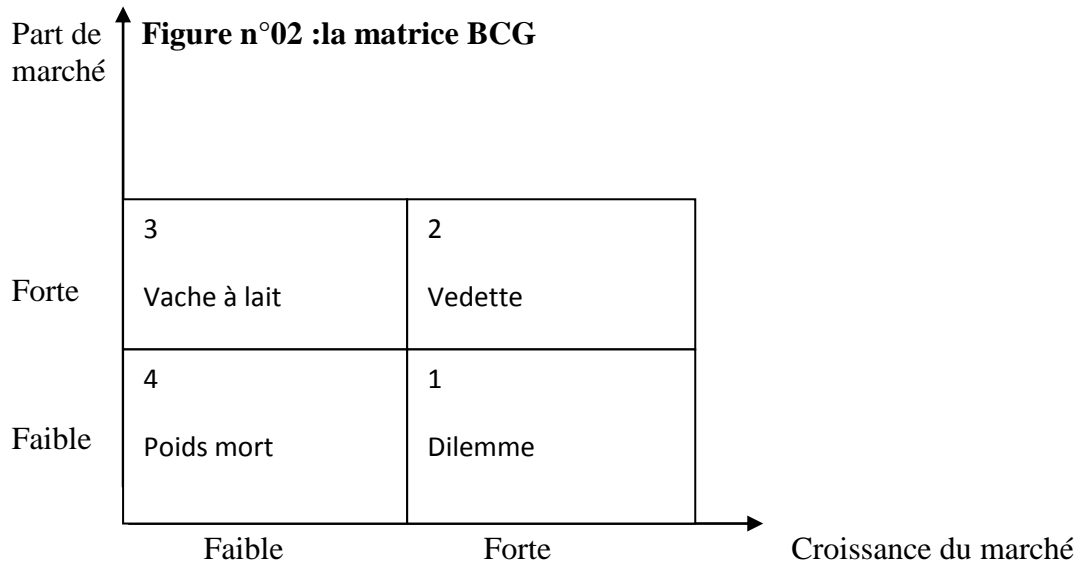 Part de
marché
Figure n°02 :la matrice BCG
3
2
Forte
Vache à lait
Vedette
4
1
Faible
Poids mort
Dilemme
Faible
Forte
Croissance du marché